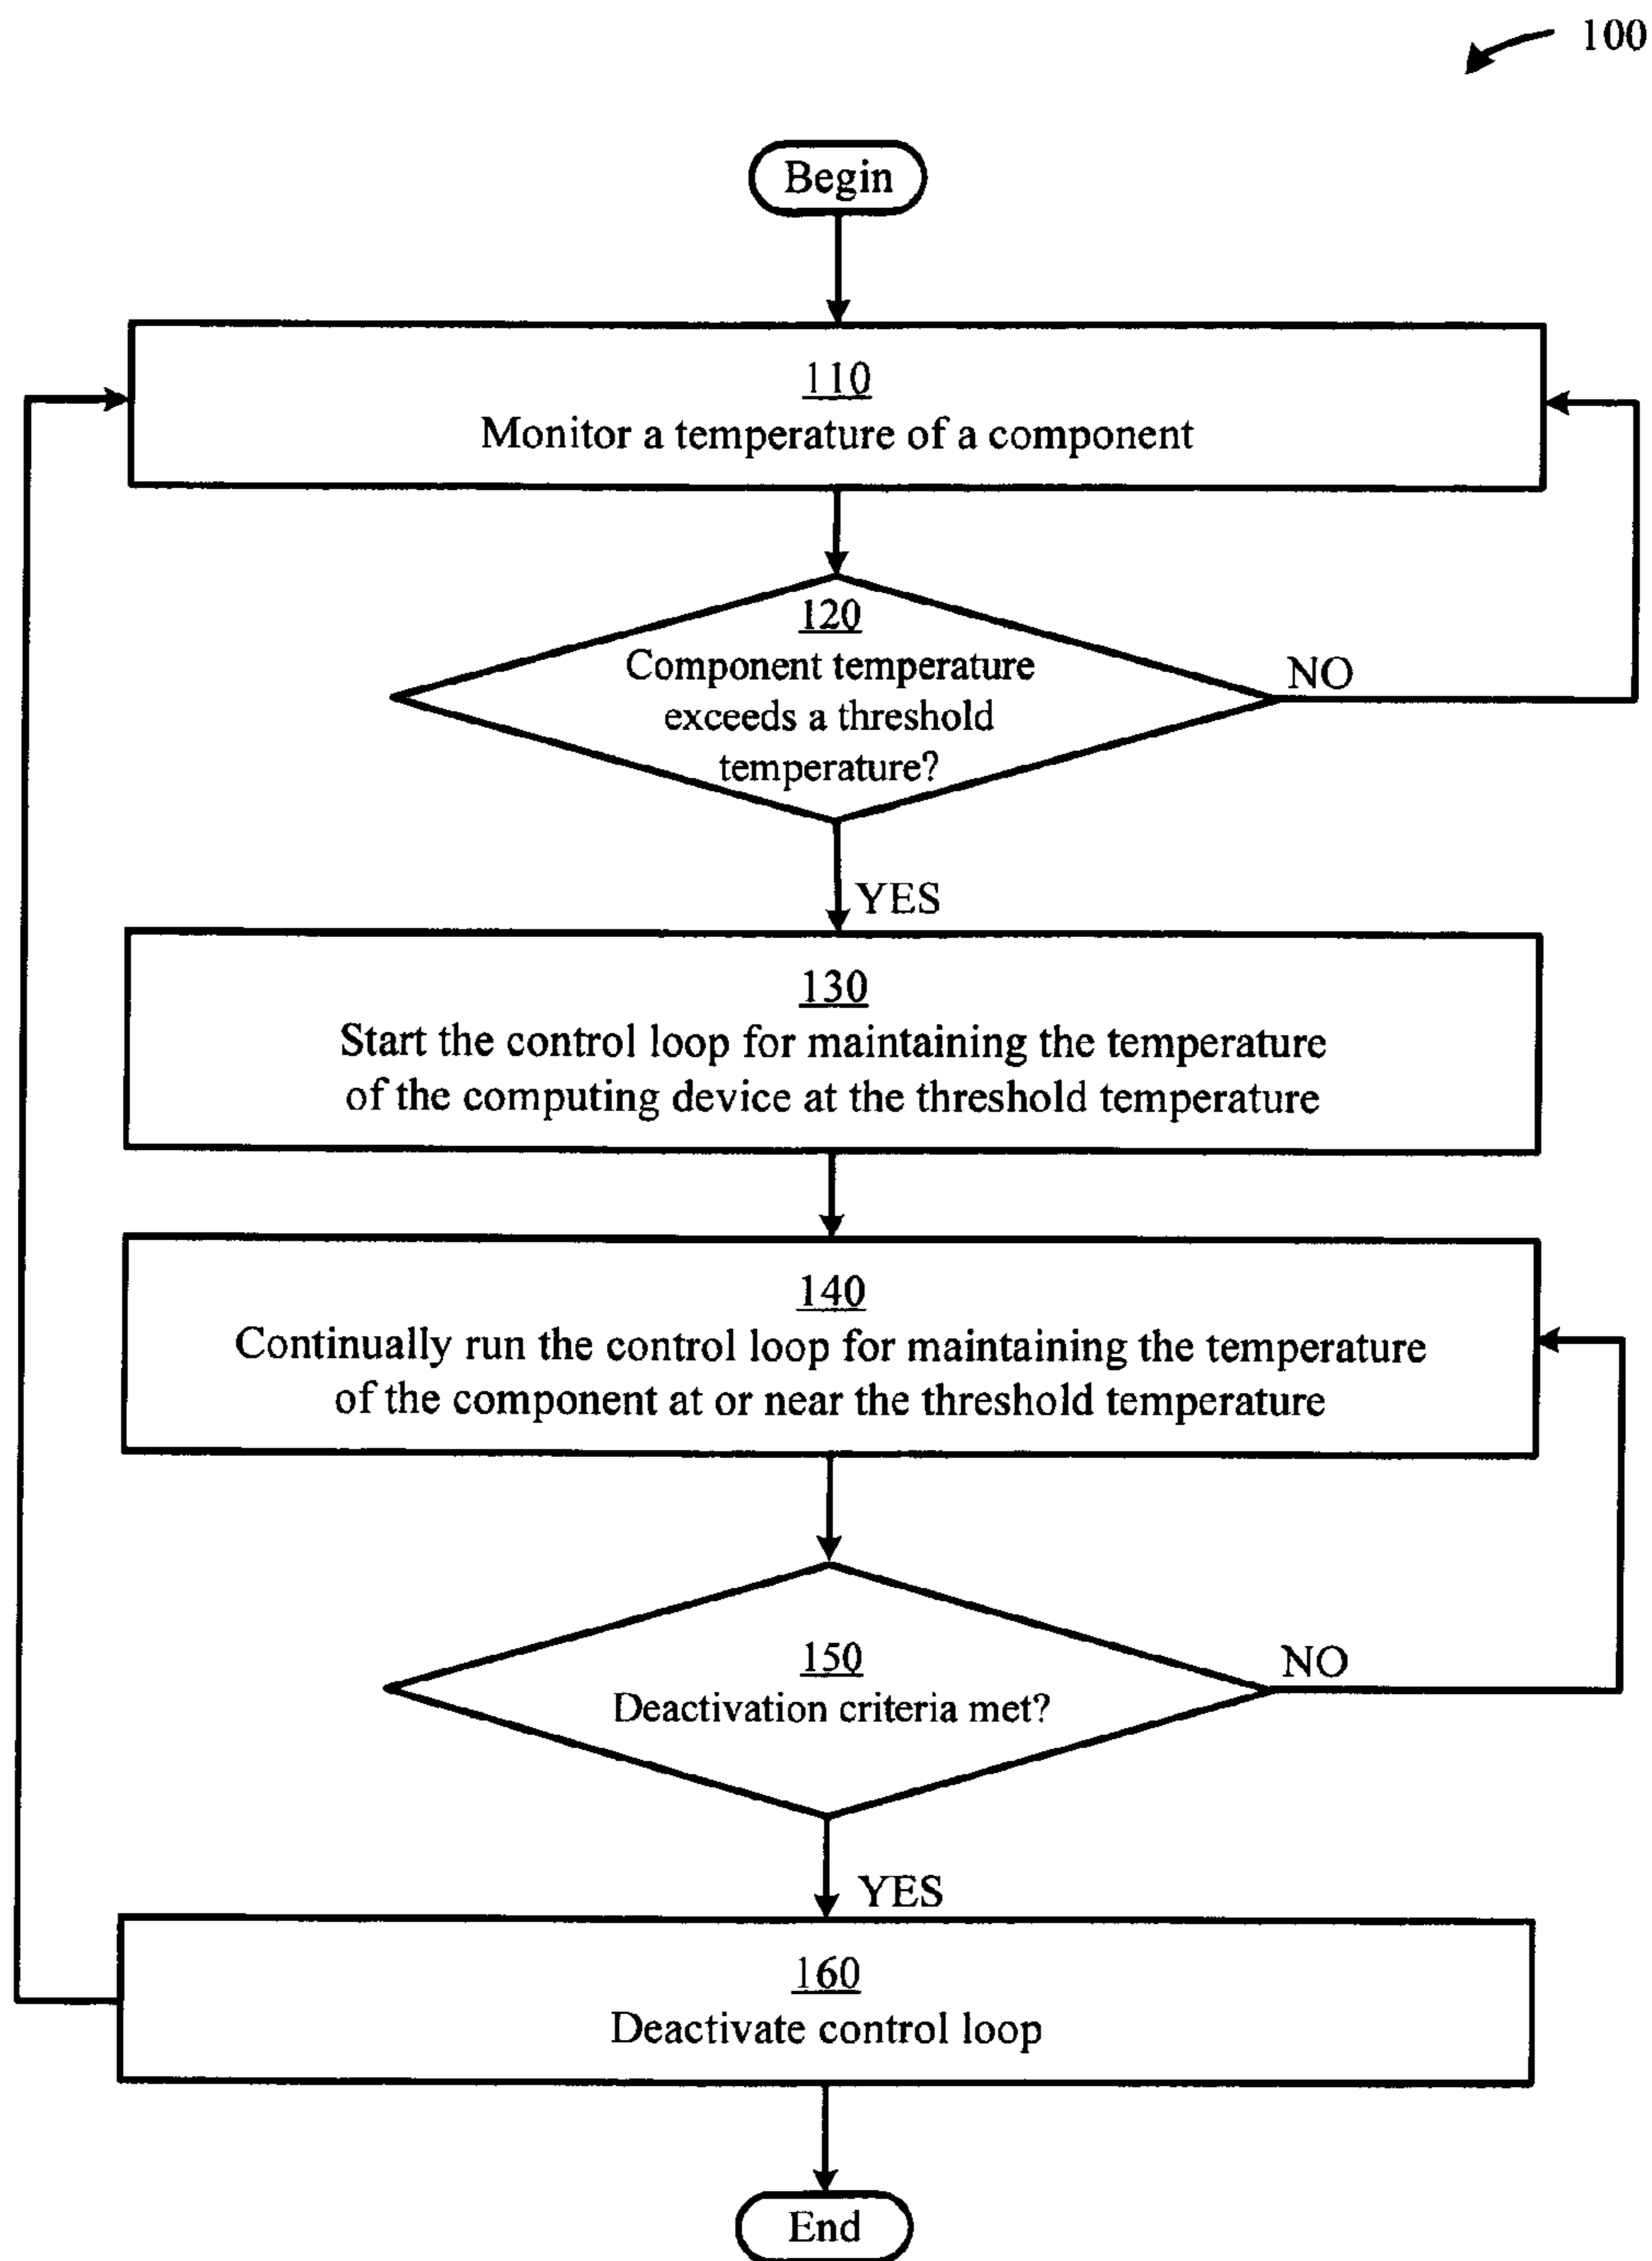 100
Begin
110
Monitor a temperature of a component
120
Component temperature
exceeds a threshold
temperature?
NO
YES
130
Start the control loop for maintaining the temperature
of the computing device at the threshold temperature
140
Continually run the control loop for maintaining the temperature
of the component at or near the threshold temperature
150
Deactivation criteria met?
NO
YES
160
Deactivate control loop
End